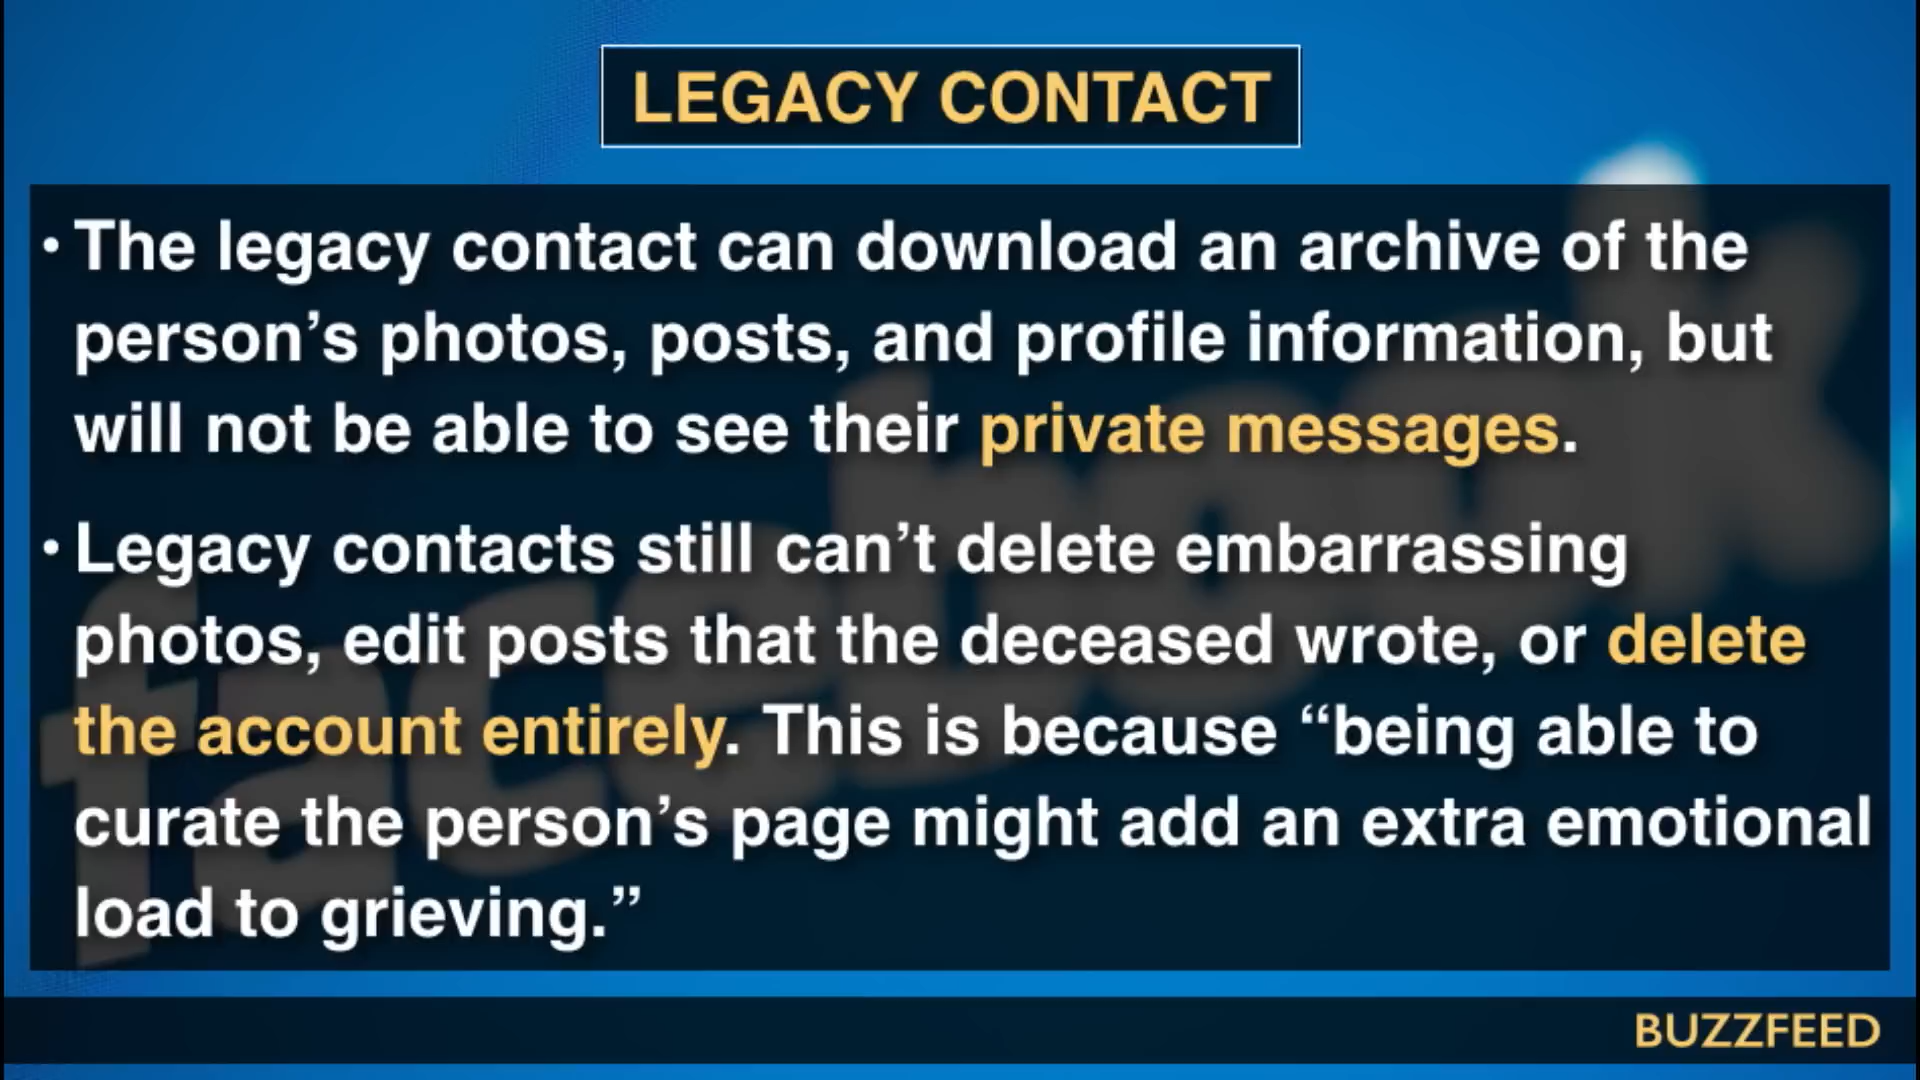 LEGACY CONTACT
• The legacy contact can download an archive of the
person’s photos, posts, and profile information, but
will not be able to see their private messages.
• Legacy contacts still can’t delete embarrassing
photos, edit posts that the deceased wrote, or delete
the account entirely. This is because “being able to
curate the person’s page might add an extra emotional
load to grieving.”
facebook
BUZZFEED